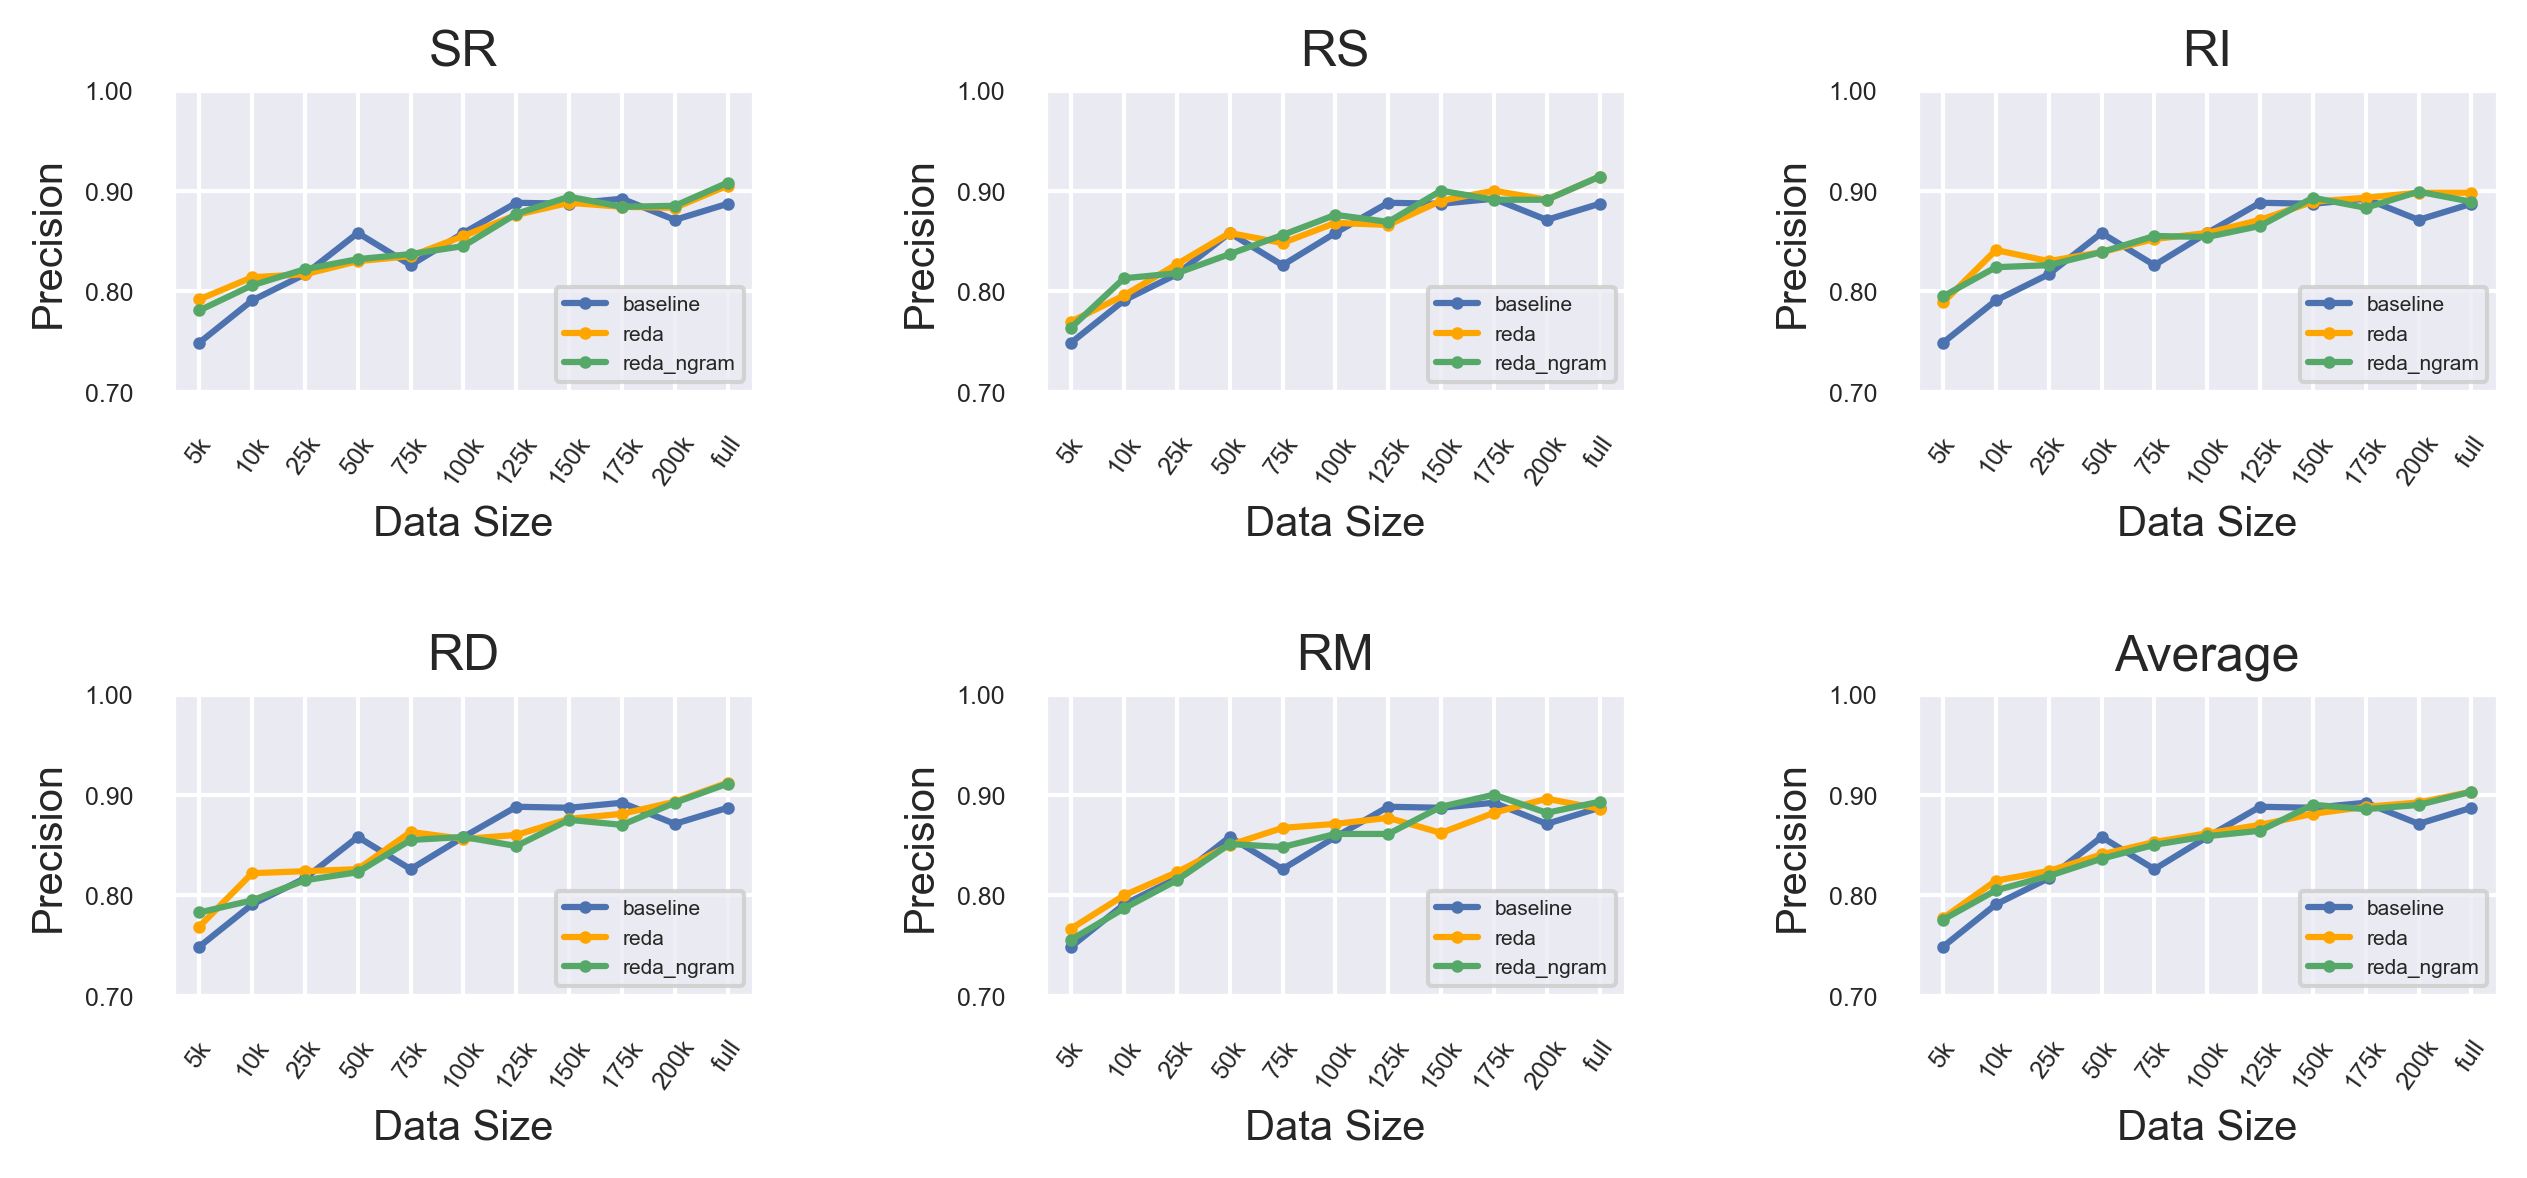 SR
1.00
0.90
0.80
0.70
Precision
baseline
reda
reda_ngram
5k 10k 25k 50k 75k 100k 125k 150k 175k 200k full
Data Size
RS
1.00
0.90
0.80
0.70
Precision
baseline
reda
reda_ngram
5k 10k 25k 50k 75k 100k 125k 150k 175k 200k full
Data Size
RI
1.00
0.90
0.80
0.70
Precision
baseline
reda
reda_ngram
5k 10k 25k 50k 75k 100k 125k 150k 175k 200k full
Data Size
RD
1.00
0.90
0.80
0.70
Precision
baseline
reda
reda_ngram
5k 10k 25k 50k 75k 100k 125k 150k 175k 200k full
Data Size
RM
1.00
0.90
0.80
0.70
Precision
baseline
reda
reda_ngram
5k 10k 25k 50k 75k 100k 125k 150k 175k 200k full
Data Size
Average
1.00
0.90
0.80
0.70
Precision
baseline
reda
reda_ngram
5k 10k 25k 50k 75k 100k 125k 150k 175k 200k full
Data Size